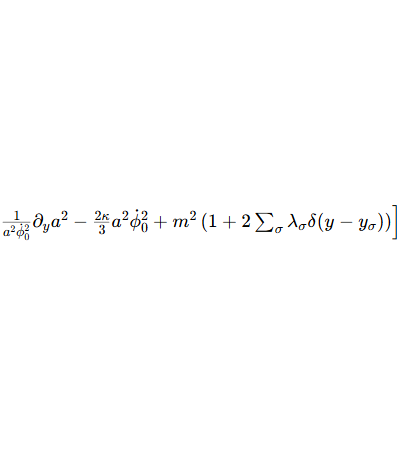 \frac{1}{a^2\dot{\phi}_0^2}\partial_y a^2 - \frac{2\kappa}{3}a^2\dot{\phi}_0^2 + m^2\left(1 + 2\sum_\sigma \lambda_\sigma\delta(y - y_\sigma)\right)]